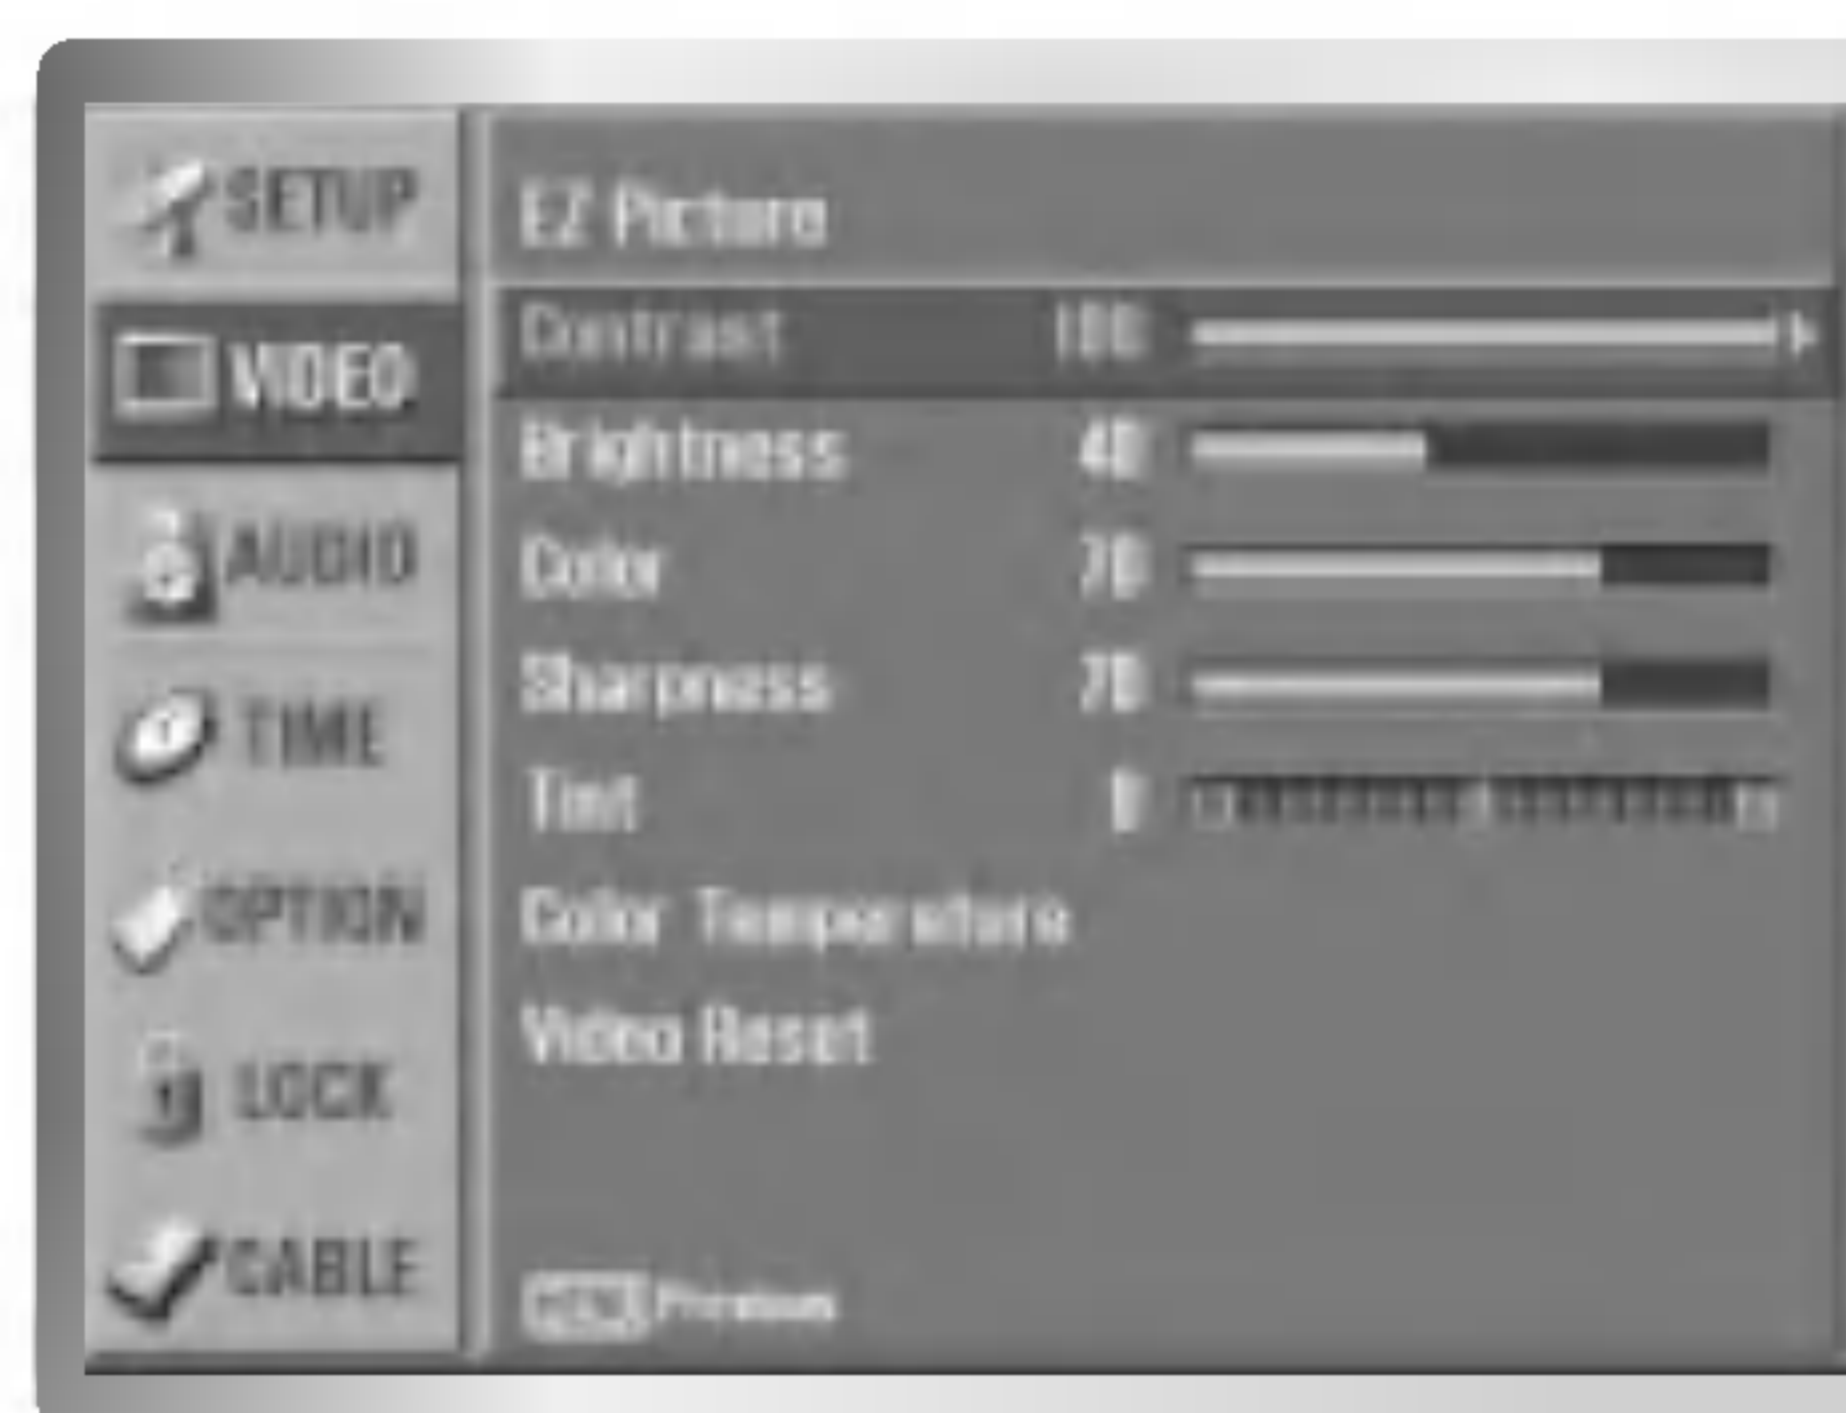 SETUP
VIDEO
AUDIO
TIME
OPTION
LOCK
CABLE
EZ Picture
Contrast 100
Brightness 40
Color 70
Sharpness 70
Tint 0
Color Temperature
Video Reset
Previous